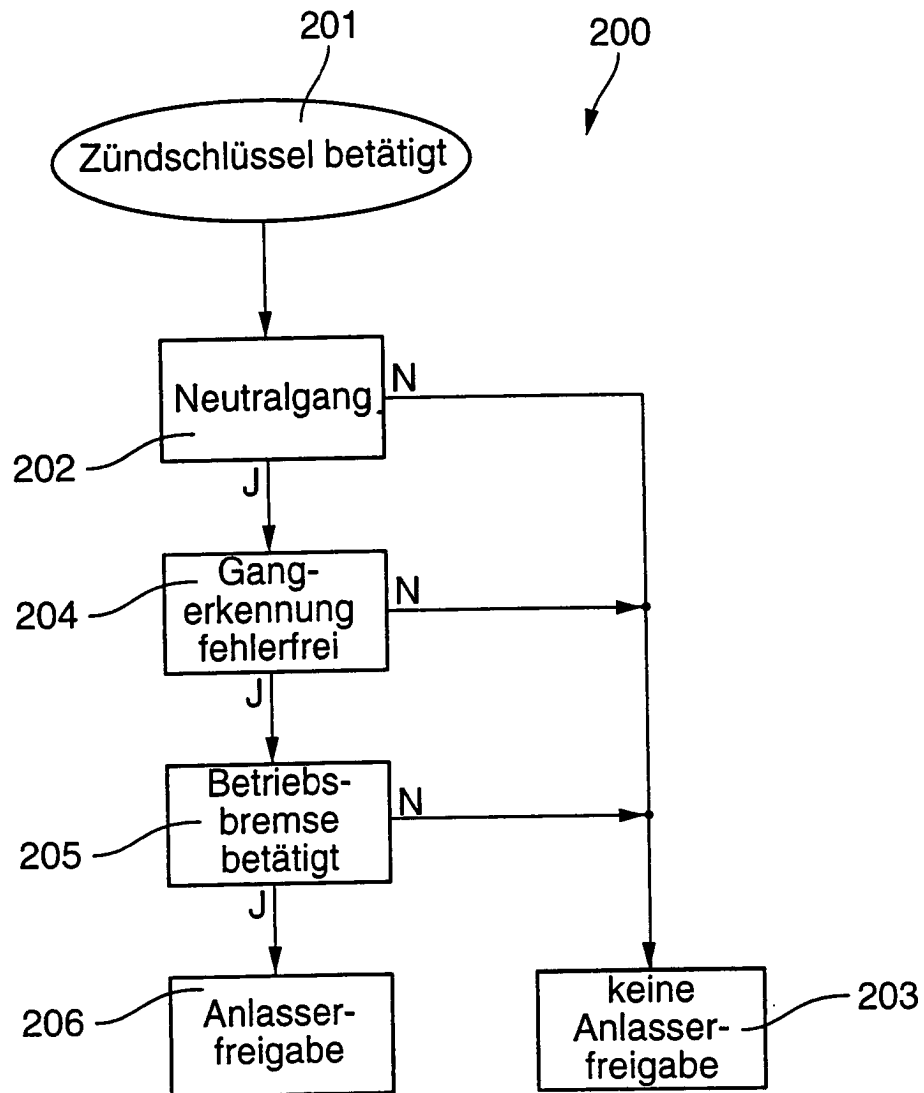 201
200
Zündschlüssel betätigt
Neutralgang
N
202
J
Gang-
erkennung
fehlerfrei
N
204
J
Betriebs-
bremse
betätigt
N
205
J
Anlasser-
freigabe
206
keine
Anlasser-
freigabe
203